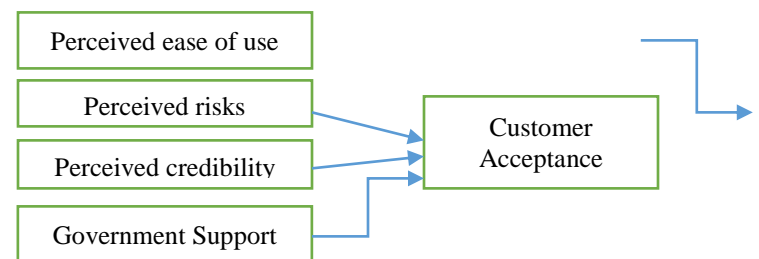 Perceived ease of use
Perceived risks
Perceived credibility
Government Support
Customer
Acceptance